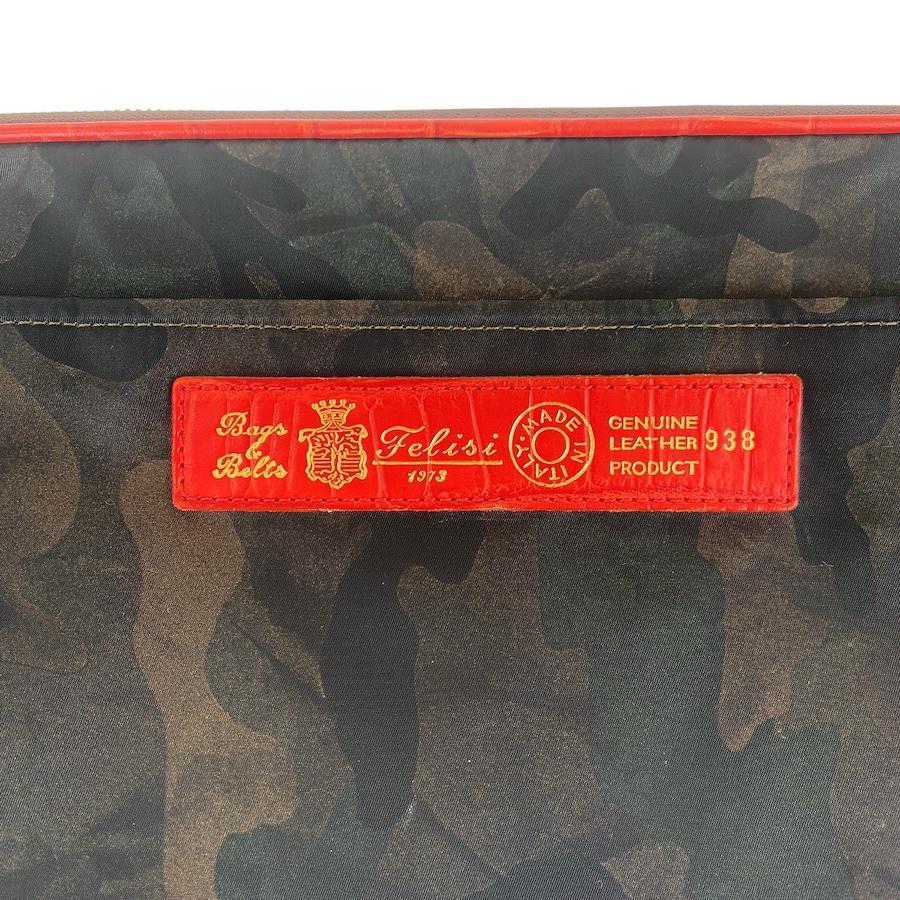 Bags
&
Belts
Felisi
1973
MADE IN ITALY
GENUINE
LEATHER 938
PRODUCT